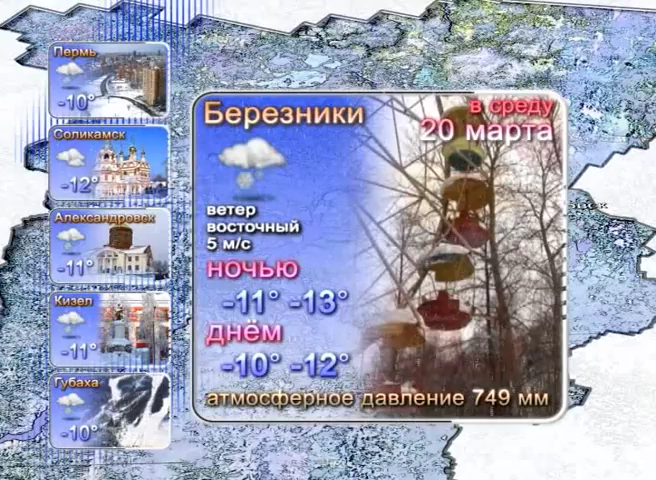 Пермь
-10°
Соликамск
-12°
Александровск
-11°
Кизел
-11°
Губаха
-10°
Березники
в среду
20 марта
ветер
восточный
5 м/с
ночью
-11° -13°
днём
-10° -12°
атмосферное давление 749 мм